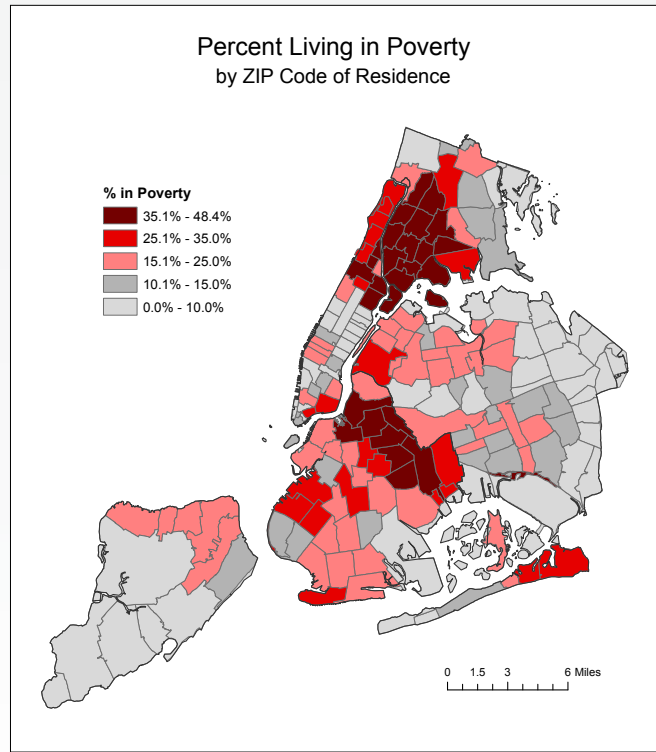 Percent Living in Poverty
by ZIP Code of Residence
% in Poverty
35.1% - 48.4%
25.1% - 35.0%
15.1% - 25.0%
10.1% - 15.0%
0.0% - 10.0%
0 1.5 3 6 Miles